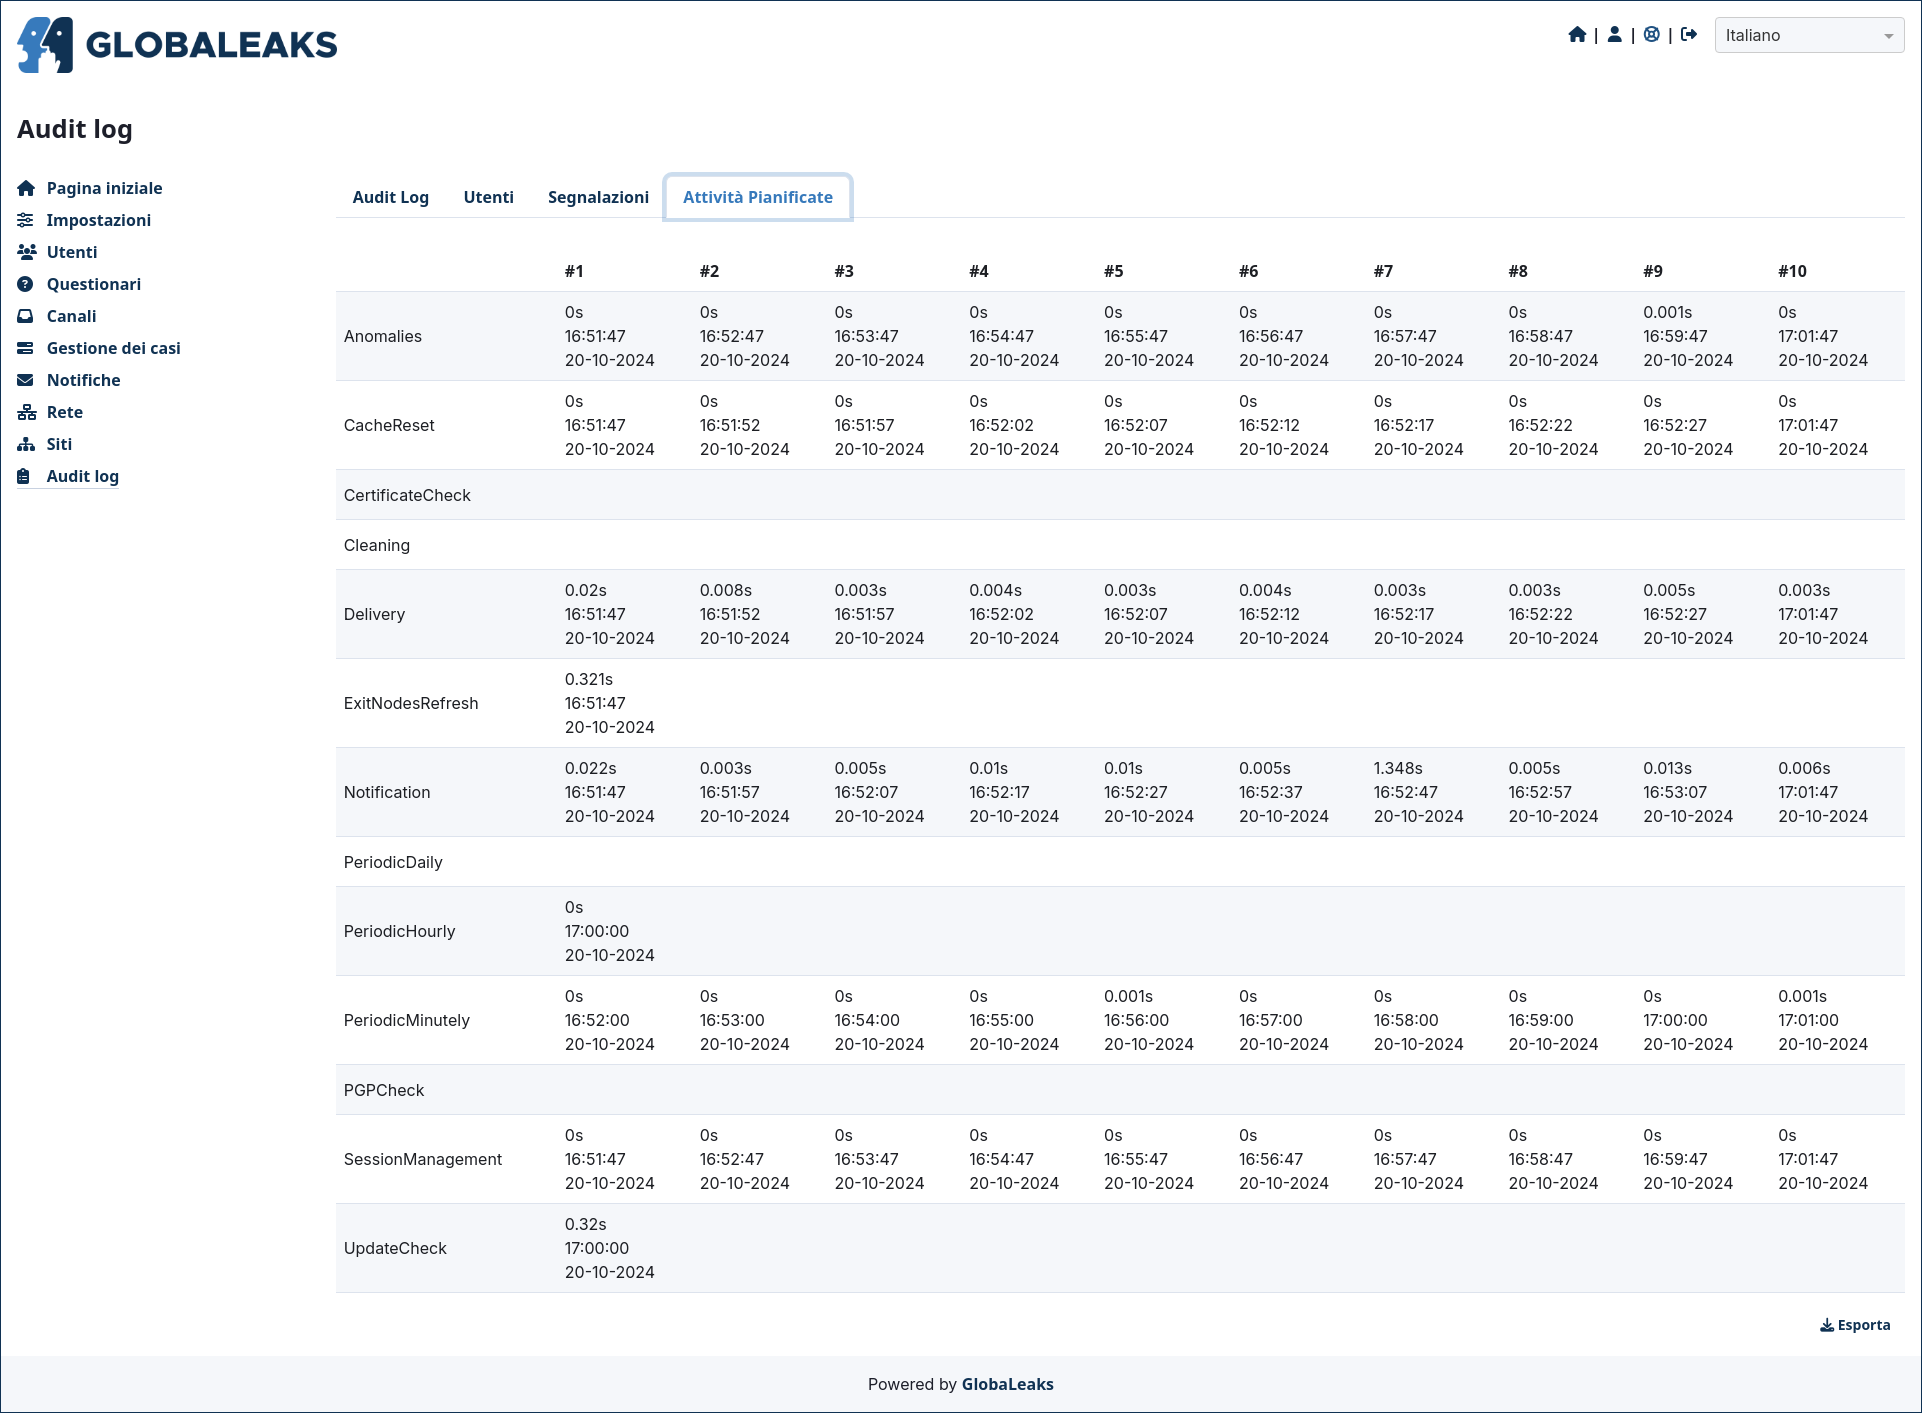 GLOBALEAKS
| | |
Italiano
Audit log
Pagina iniziale
Impostazioni
Utenti
Questionari
Canali
Gestione dei casi
Notifiche
Rete
Siti
Audit log
Audit Log Utenti Segnalazioni Attività Pianificate
#1 #2 #3 #4 #5 #6 #7 #8 #9 #10
Anomalies
0s 0s 0s 0s 0s 0s 0s 0s 0.001s 0s
16:51:47 16:52:47 16:53:47 16:54:47 16:55:47 16:56:47 16:57:47 16:58:47 16:59:47 17:01:47
20-10-2024 20-10-2024 20-10-2024 20-10-2024 20-10-2024 20-10-2024 20-10-2024 20-10-2024 20-10-2024 20-10-2024
CacheReset
0s 0s 0s 0s 0s 0s 0s 0s 0s 0s
16:51:47 16:51:52 16:51:57 16:52:02 16:52:07 16:52:12 16:52:17 16:52:22 16:52:27 17:01:47
20-10-2024 20-10-2024 20-10-2024 20-10-2024 20-10-2024 20-10-2024 20-10-2024 20-10-2024 20-10-2024 20-10-2024
CertificateCheck
Cleaning
Delivery
0.02s 0.008s 0.003s 0.004s 0.003s 0.004s 0.003s 0.003s 0.005s 0.003s
16:51:47 16:51:52 16:51:57 16:52:02 16:52:07 16:52:12 16:52:17 16:52:22 16:52:27 17:01:47
20-10-2024 20-10-2024 20-10-2024 20-10-2024 20-10-2024 20-10-2024 20-10-2024 20-10-2024 20-10-2024 20-10-2024
ExitNodesRefresh
0.321s
16:51:47
20-10-2024
Notification
0.022s 0.003s 0.005s 0.01s 0.01s 0.005s 1.348s 0.005s 0.013s 0.006s
16:51:47 16:51:57 16:52:07 16:52:17 16:52:27 16:52:37 16:52:47 16:52:57 16:53:07 17:01:47
20-10-2024 20-10-2024 20-10-2024 20-10-2024 20-10-2024 20-10-2024 20-10-2024 20-10-2024 20-10-2024 20-10-2024
PeriodicDaily
PeriodicHourly
0s
17:00:00
20-10-2024
PeriodicMinutely
0s 0s 0s 0s 0.001s 0s 0s 0s 0s 0.001s
16:52:00 16:53:00 16:54:00 16:55:00 16:56:00 16:57:00 16:58:00 16:59:00 17:00:00 17:01:00
20-10-2024 20-10-2024 20-10-2024 20-10-2024 20-10-2024 20-10-2024 20-10-2024 20-10-2024 20-10-2024 20-10-2024
PGPCheck
SessionManagement
0s 0s 0s 0s 0s 0s 0s 0s 0s 0s
16:51:47 16:52:47 16:53:47 16:54:47 16:55:47 16:56:47 16:57:47 16:58:47 16:59:47 17:01:47
20-10-2024 20-10-2024 20-10-2024 20-10-2024 20-10-2024 20-10-2024 20-10-2024 20-10-2024 20-10-2024 20-10-2024
UpdateCheck
0.32s
17:00:00
20-10-2024
Esporta
Powered by GlobaLeaks